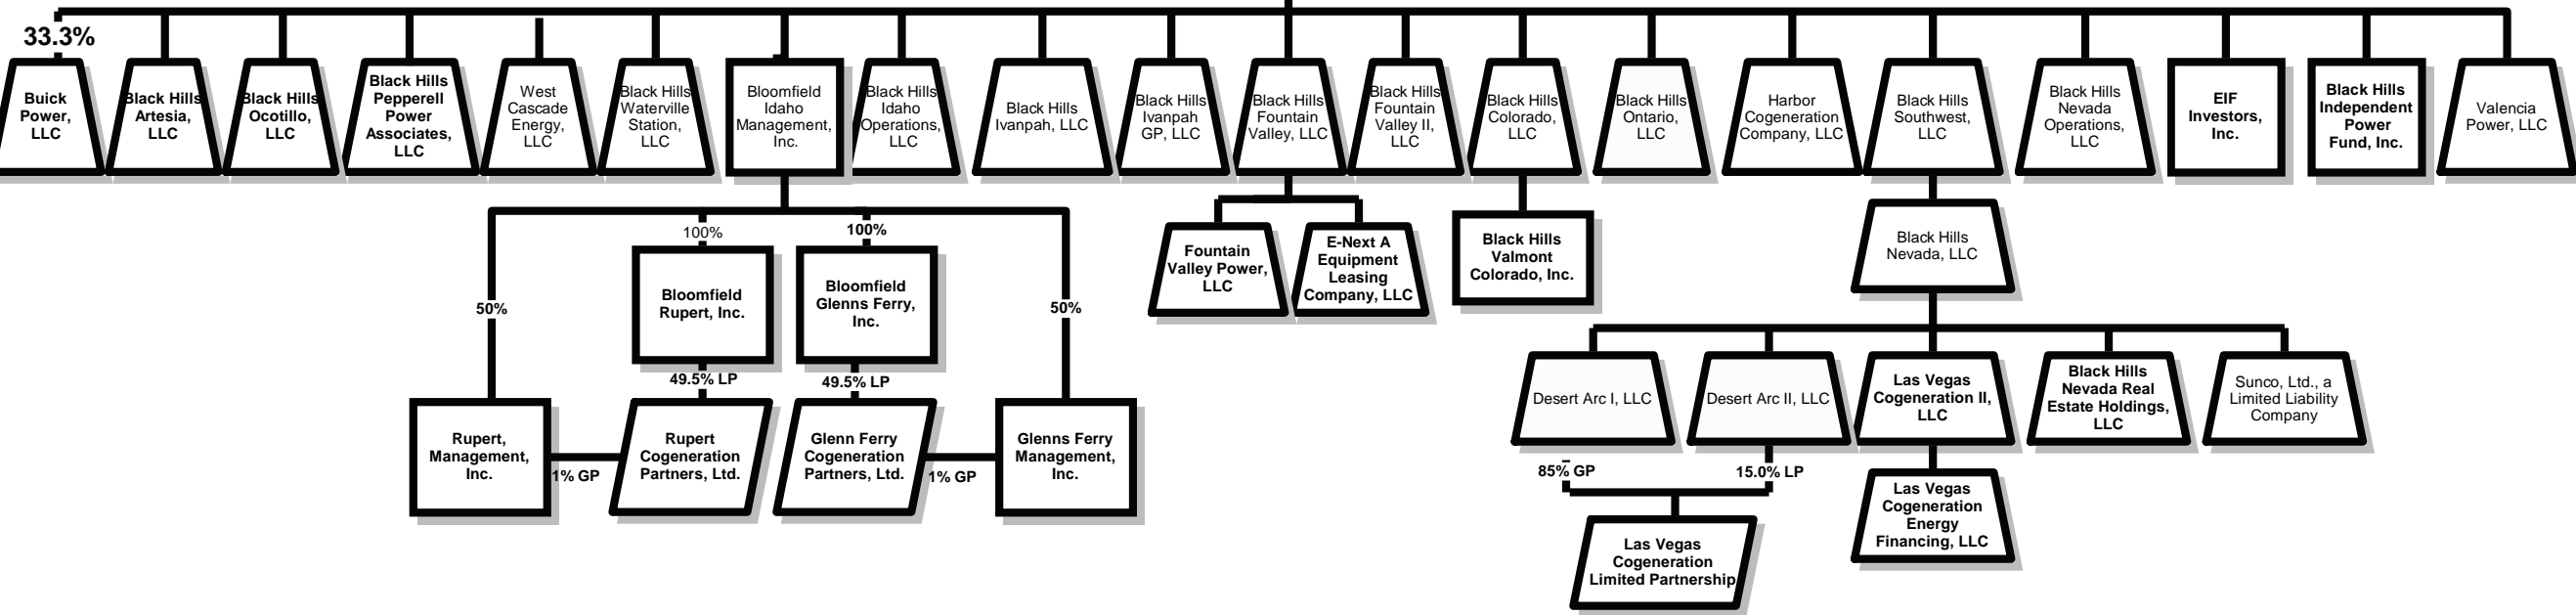 33.3%
Buick
Power,
LLC
Black Hills
Artesia,
LLC
Black Hills
Ocotillo,
LLC
Black Hills
Pepperell
Power
Associates,
LLC
West
Cascade
Energy,
LLC
Black Hills
Waterville
Station,
LLC
Bloomfield
Idaho
Management,
Inc.
Black Hills
Idaho
Operations,
LLC
Black Hills
Ivanpah, LLC
Black Hills
Ivanpah
GP, LLC
Black Hills
Fountain
Valley, LLC
Black Hills
Fountain
Valley II,
LLC
Black Hills
Colorado,
LLC
Black Hills
Ontario,
LLC
Harbor
Cogeneration
Company, LLC
Black Hills
Southwest,
LLC
Black Hills
Nevada
Operations,
LLC
EIF
Investors,
Inc.
Black Hills
Independent
Power
Fund, Inc.
Valencia
Power, LLC
50%
100%
Bloomfield
Rupert, Inc.
100%
Bloomfield
Glenns Ferry,
Inc.
50%
Fountain
Valley Power,
LLC
E-Next A
Equipment
Leasing
Company, LLC
Black Hills
Valmont
Colorado, Inc.
Black Hills
Nevada, LLC
49.5% LP
49.5% LP
Rupert,
Management,
Inc.
1% GP
Rupert
Cogeneration
Partners, Ltd.
Glenn Ferry
Cogeneration
Partners, Ltd.
1% GP
Glenns Ferry
Management,
Inc.
Desert Arc I, LLC
Desert Arc II, LLC
Las Vegas
Cogeneration II,
LLC
Black Hills
Nevada Real
Estate Holdings,
LLC
Sunco, Ltd., a
Limited Liability
Company
85% GP
15.0% LP
Las Vegas
Cogeneration
Limited Partnership
Las Vegas
Cogeneration
Energy
Financing, LLC